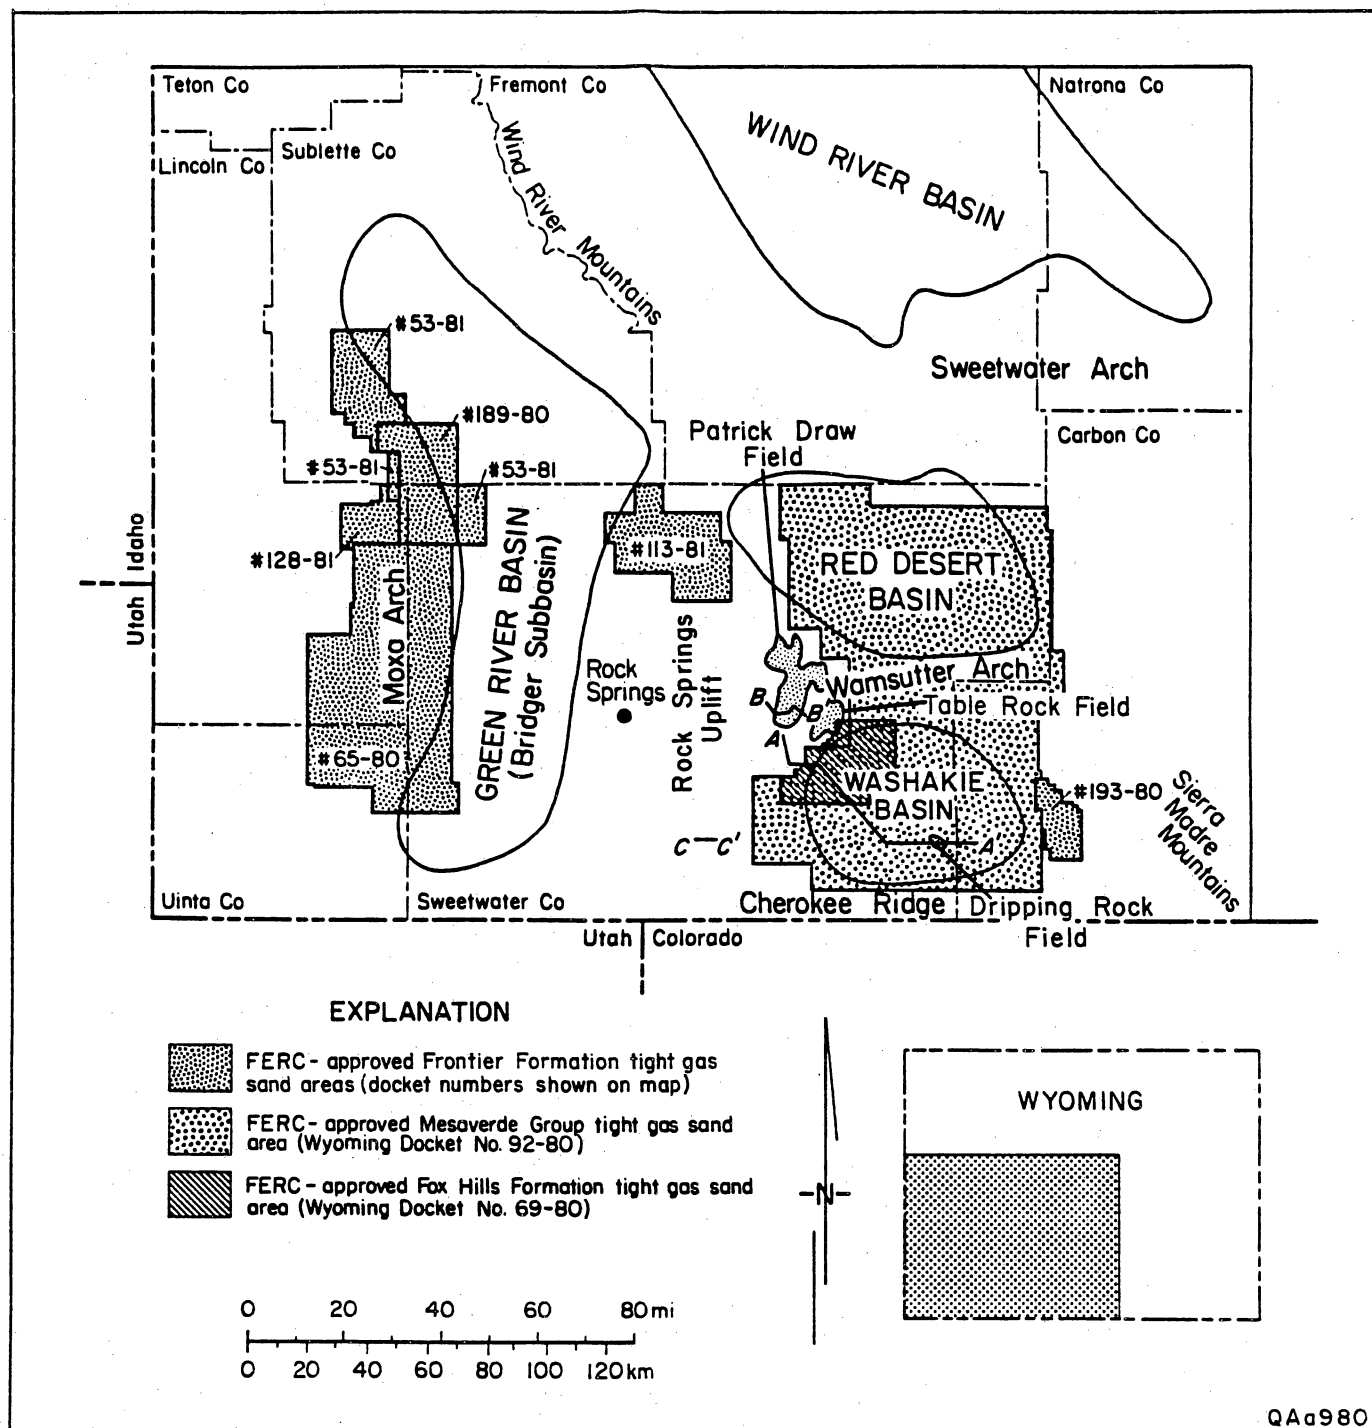 Teton Co
Fremont Co
Natrona Co
Lincoln Co
Sublette Co
Wind River Mountains
WIND RIVER BASIN
#53-81
Sweetwater Arch
#189-80
Patrick Draw
Field
Carbon Co
#53-81
#53-81
#128-81
#113-81
RED DESERT
BASIN
Utah Idaho
Moxa Arch
GREEN RIVER BASIN
(Bridger Subbasin)
Rock
Springs
Rock Springs
Uplift
Wamsutter Arch
B
B'
Table Rock Field
A
#65-80
WASHAKIE
BASIN
#193-80
Sierra
Madre
Mountains
C C'
A'
Uinta Co
Sweetwater Co
Cherokee Ridge
Dripping Rock
Field
Utah Colorado
EXPLANATION
FERC-approved Frontier Formation tight gas
sand areas (docket numbers shown on map)
FERC-approved Mesaverde Group tight gas sand
area (Wyoming Docket No. 92-80)
FERC-approved Fox Hills Formation tight gas sand
area (Wyoming Docket No. 69-80)
N
WYOMING
0 20 40 60 80 mi
0 20 40 60 80 100 120 km
QAa980